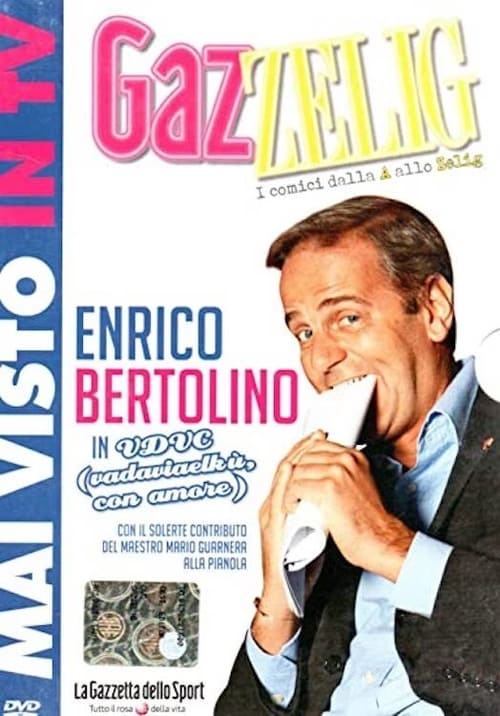 GazZELIG
I comici dalla A allo Zelig
MAI VISTO IN TV
ENRICO
BERTOLINO
IN VDVC
(vadaviaelkù,
con amore)
CON IL SOLERTE CONTRIBUTO
DEL MAESTRO MARIO GUARNERA
ALLA PIANOLA
La Gazzetta dello Sport
Tutto il rosa della vita
DVD